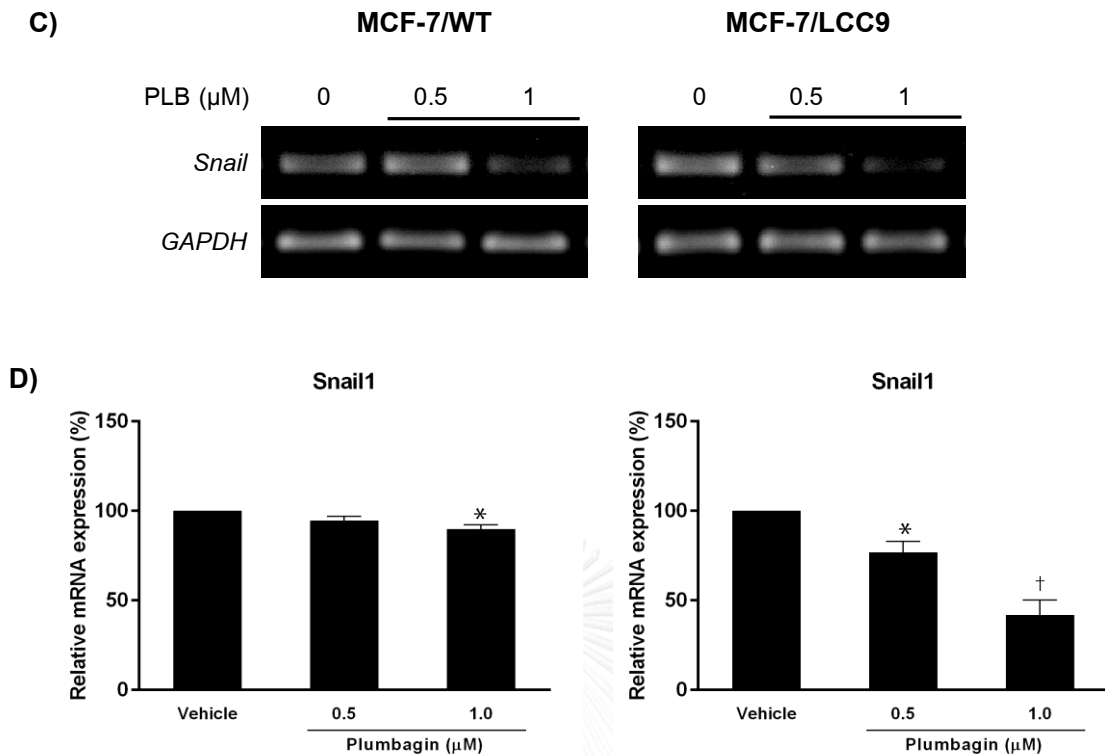 C)
MCF-7/WT
MCF-7/LCC9
PLB (µM) 0 0.5 1 0 0.5 1
Snail
GAPDH
D)
Snail1
Relative mRNA expression (%)
150
100
50
0
*
Vehicle 0.5 1.0
Plumbagin (µM)
Snail1
Relative mRNA expression (%)
150
100
50
0
*
†
Vehicle 0.5 1.0
Plumbagin (µM)